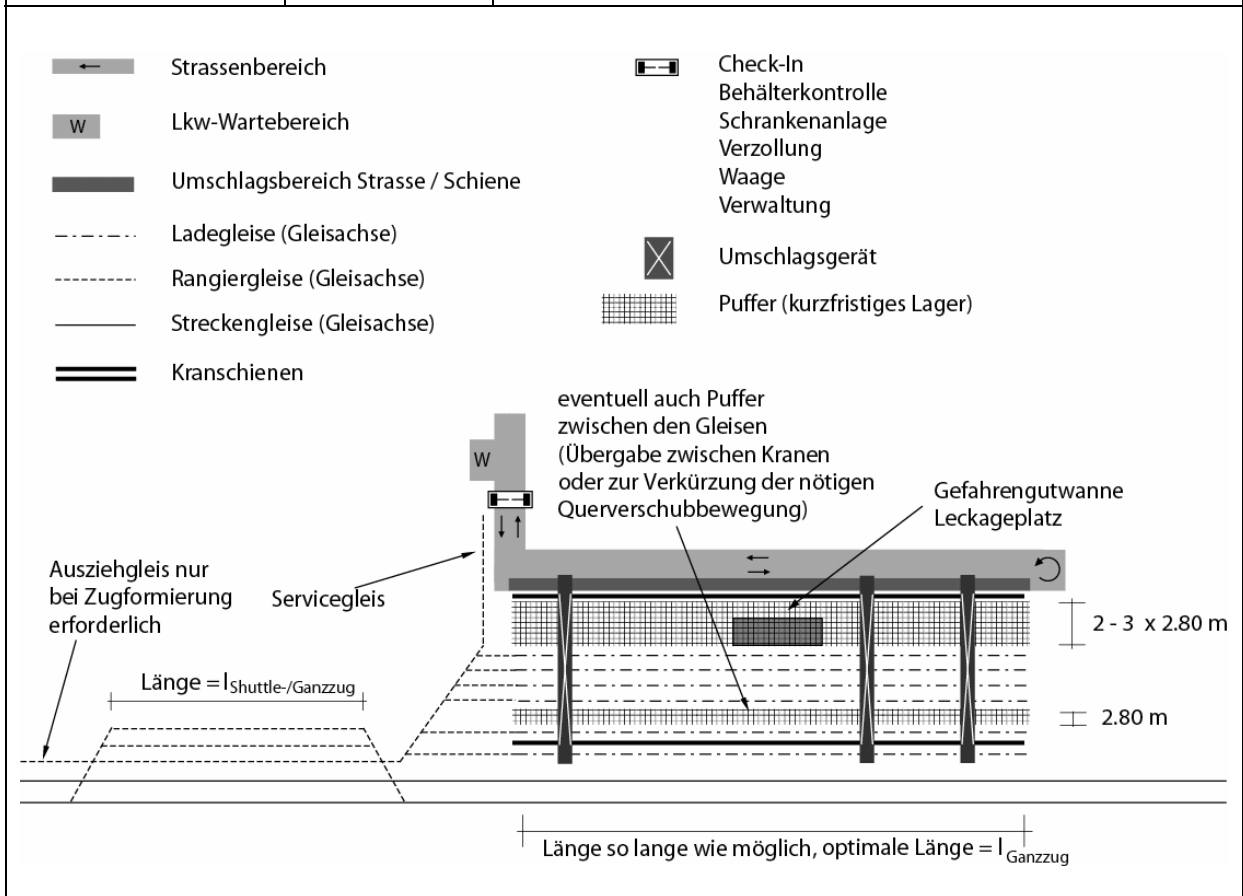 Strassenbereich
W
Lkw-Wartebereich
Umschlagsbereich Strasse / Schiene
Ladegleise (Gleisachse)
Rangiergleise (Gleisachse)
Streckengleise (Gleisachse)
Kranschienen
Check-In
Behälterkontrolle
Schrankenanlage
Verzollung
Waage
Verwaltung
Umschlagsgerät
Puffer (kurzfristiges Lager)
eventuell auch Puffer
zwischen den Gleisen
(Übergabe zwischen Kranen
oder zur Verkürzung der nötigen
Querverschubbewegung)
W
Gefahrengutwanne
Leckageplatz
Ausziehgleis nur
bei Zugformierung
erforderlich
Servicegleis
2 - 3 x 2.80 m
Länge = l Shuttle-/Ganzzug
2.80 m
Länge so lange wie möglich, optimale Länge = l Ganzzug